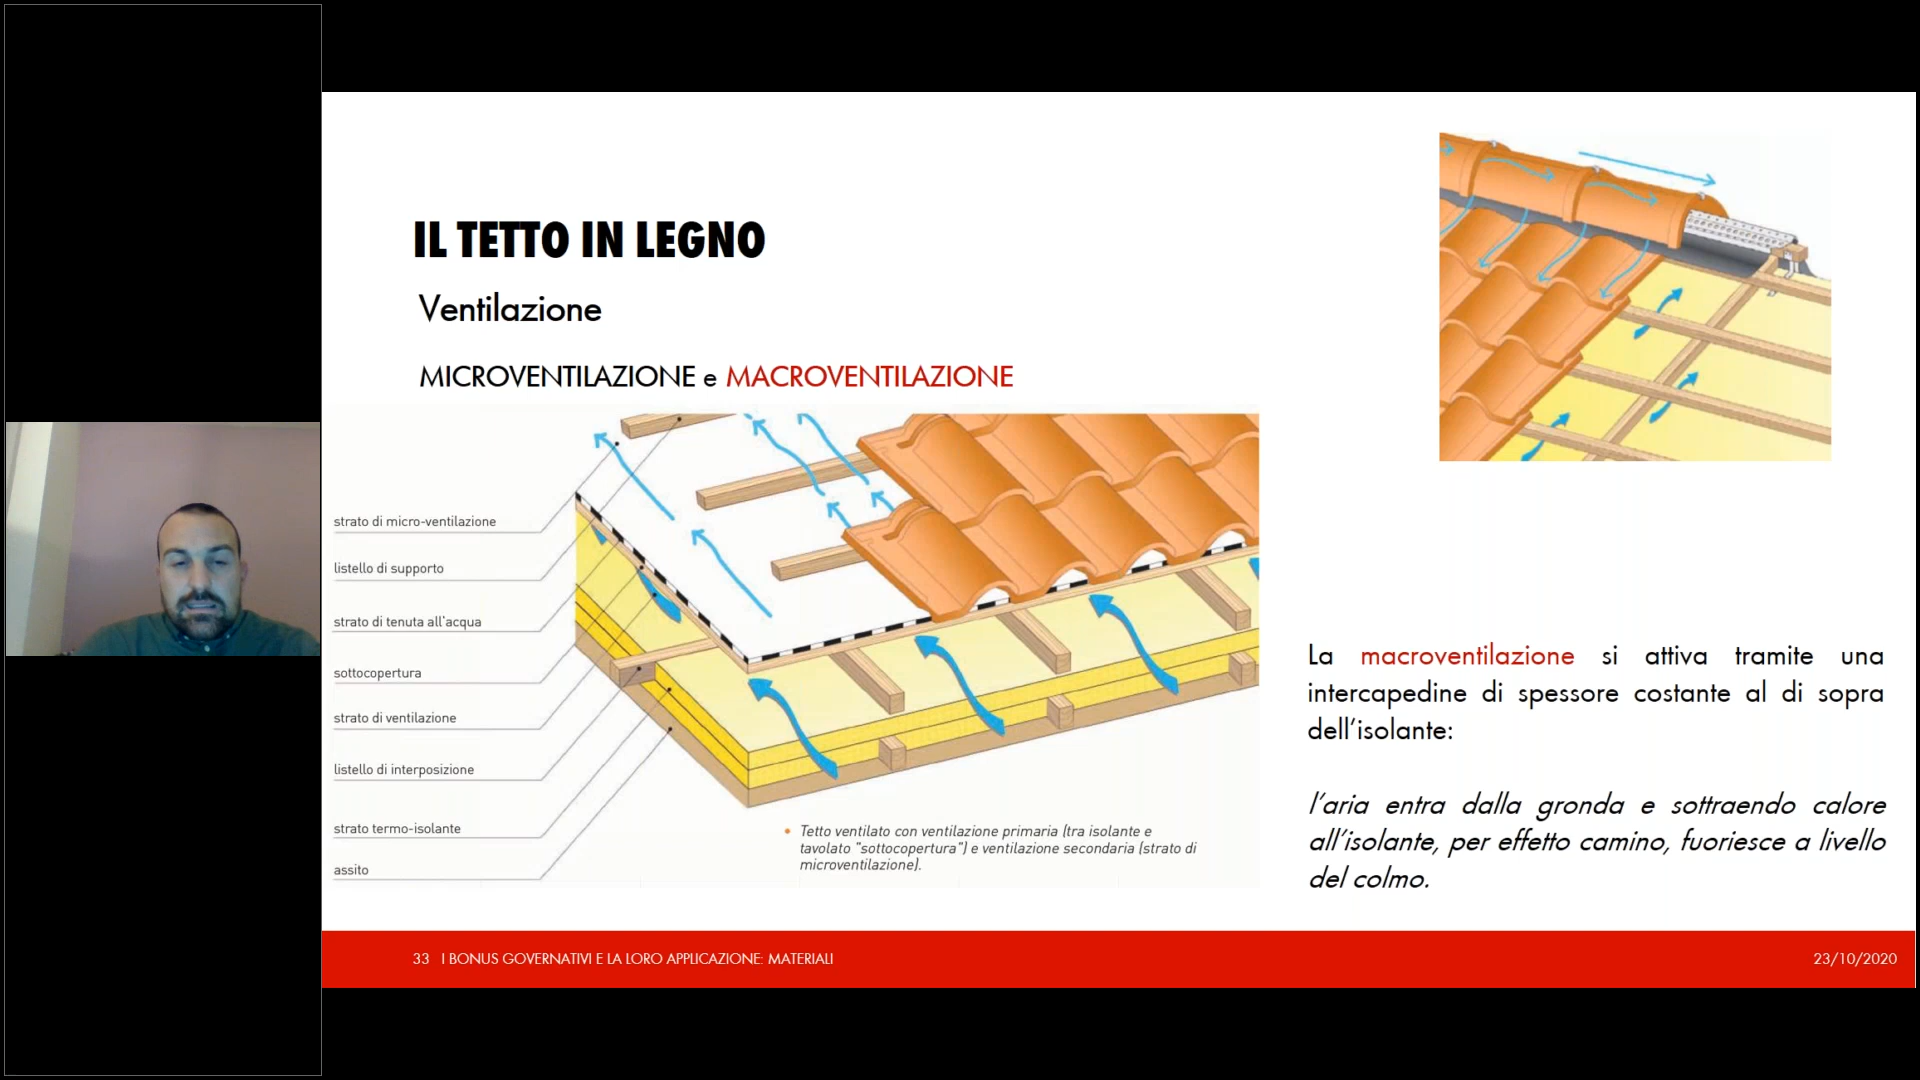 IL TETTO IN LEGNO
Ventilazione
MICROVENTILAZIONE e MACROVENTILAZIONE
strato di micro-ventilazione
listello di supporto
strato di tenuta all'acqua
sottocopertura
strato di ventilazione
listello di interposizione
strato termo-isolante
assito
• Tetto ventilato con ventilazione primaria (tra isolante e
tavolato "sottocopertura") e ventilazione secondaria (strato di
microventilazione).
La macroventilazione si attiva tramite una
intercapedine di spessore costante al di sopra
dell'isolante:
l'aria entra dalla gronda e sottraendo calore
all'isolante, per effetto camino, fuoriesce a livello
del colmo.
33 I BONUS GOVERNATIVI E LA LORO APPLICAZIONE: MATERIALI
23/10/2020